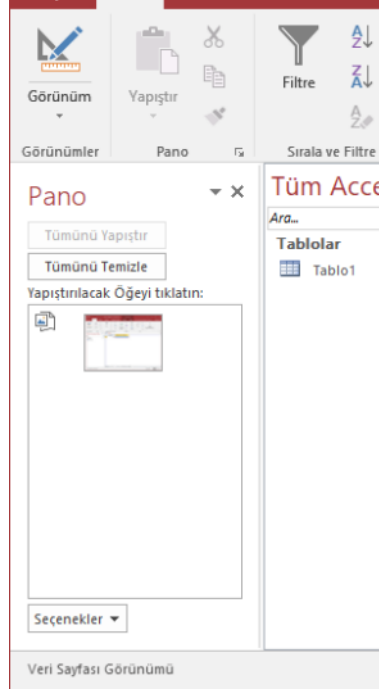 Görünüm
Yapıştır
Filtre
Görünümler
Pano
Sırala ve Filtre
Pano
Tümünü Yapıştır
Tümünü Temizle
Yapıştırılacak Öğeyi tıklatın:
Seçenekler
Tüm Acce
Ara...
Tablolar
Tablo1
Veri Sayfası Görünümü